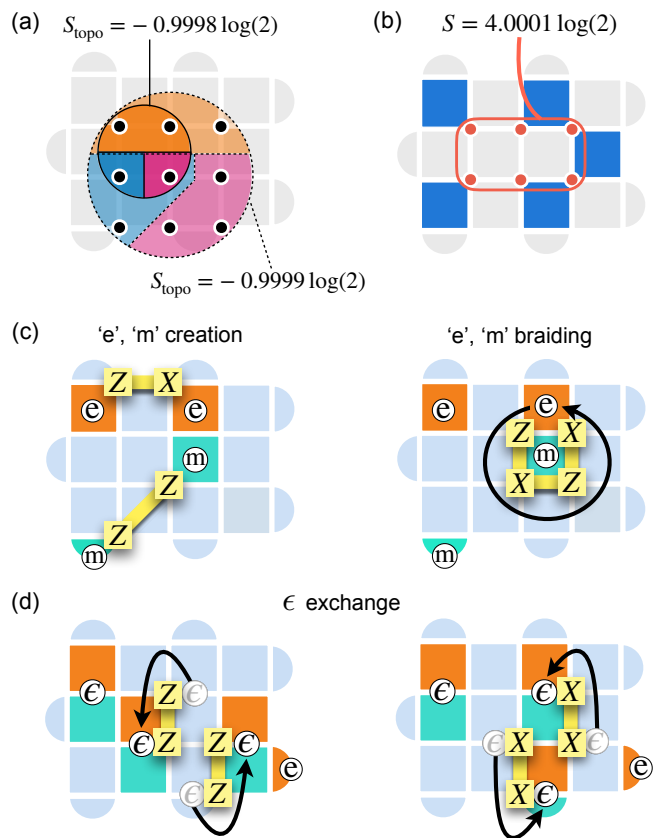 (a)
S_topo = − 0.9998 log(2)
(b)
S = 4.0001 log(2)
S_topo = − 0.9999 log(2)
(c)
‘e’, ‘m’ creation
‘e’, ‘m’ braiding
Z X
e e
e e
m
Z
Z X
m
Z
X Z
m
m
(d)
ϵ exchange
ϵ Z ϵ
ϵ ϵ X
ϵ Z Z ϵ
ϵ X X ϵ
e
e
ϵ Z
X ϵ